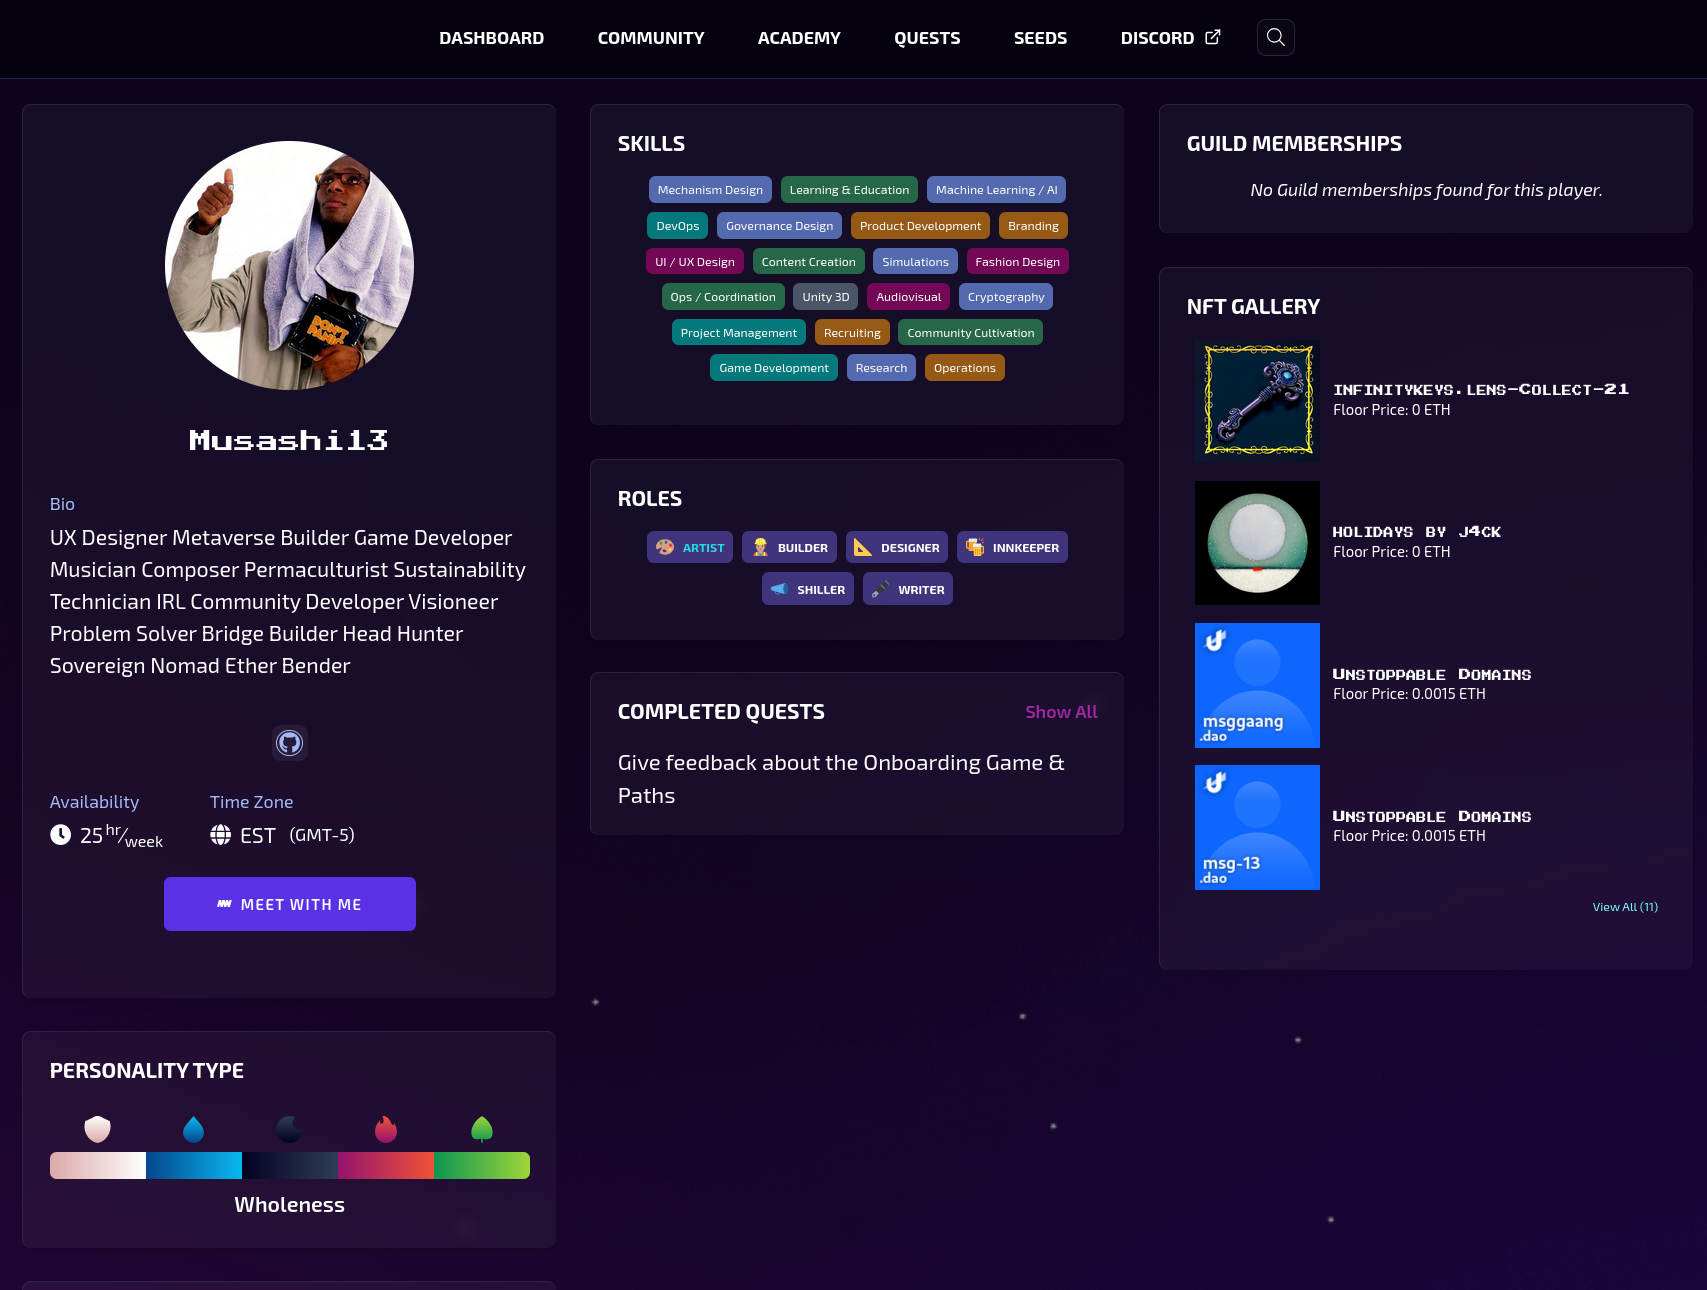 DASHBOARD
COMMUNITY
ACADEMY
QUESTS
SEEDS
DISCORD
DON'T
PANIC
Musashi13
Bio
UX Designer Metaverse Builder Game Developer
Musician Composer Permaculturist Sustainability
Technician IRL Community Developer Visioneer
Problem Solver Bridge Builder Head Hunter
Sovereign Nomad Ether Bender
Availability
Time Zone
25 hr/week
EST (GMT-5)
MEET WITH ME
PERSONALITY TYPE
Wholeness
SKILLS
Mechanism Design
Learning & Education
Machine Learning / AI
DevOps
Governance Design
Product Development
Branding
UI / UX Design
Content Creation
Simulations
Fashion Design
Ops / Coordination
Unity 3D
Audiovisual
Cryptography
Project Management
Recruiting
Community Cultivation
Game Development
Research
Operations
ROLES
ARTIST
BUILDER
DESIGNER
INNKEEPER
SHILLER
WRITER
COMPLETED QUESTS
Show All
Give feedback about the Onboarding Game &
Paths
GUILD MEMBERSHIPS
No Guild memberships found for this player.
NFT GALLERY
infinitykeys.lens-Collect-21
Floor Price: 0 ETH
holidays by j4ck
Floor Price: 0 ETH
msggaang
.dao
Unstoppable Domains
Floor Price: 0.0015 ETH
msg-13
.dao
Unstoppable Domains
Floor Price: 0.0015 ETH
View All (11)